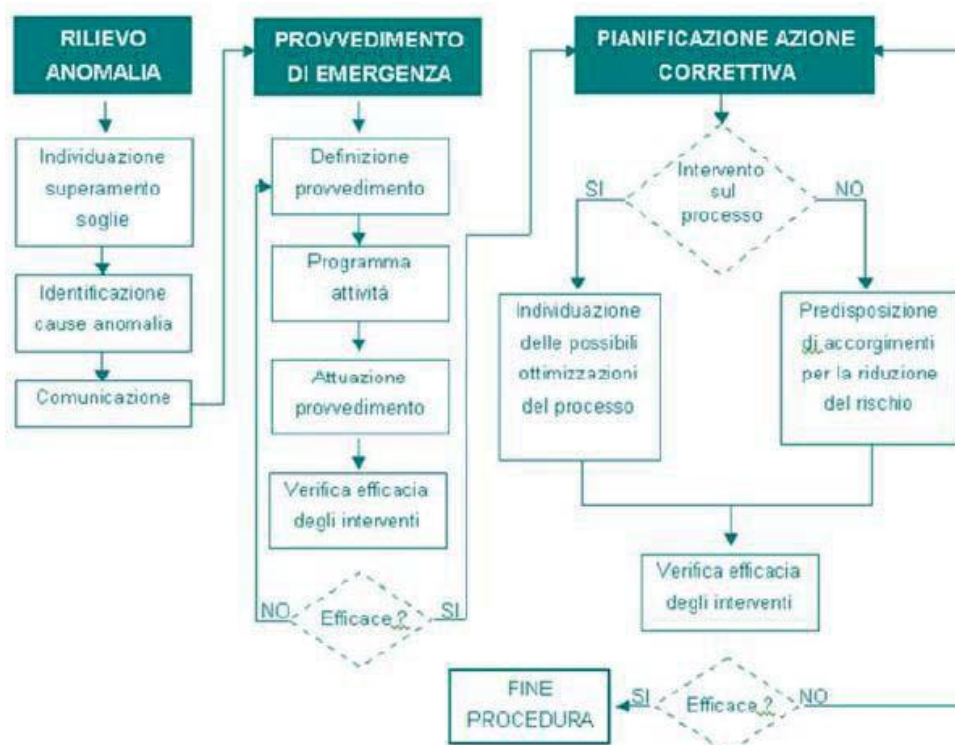 RILIEVO
ANOMALIA
Individuazione
superamento
soglie
Identificazione
cause anomalia
Comunicazione
PROVVEDIMENTO
DI EMERGENZA
Definizione
provvedimento
Programma
attività
Attuazione
provvedimento
Verifica efficacia
degli interventi
NO
Efficace ?
SI
PIANIFICAZIONE AZIONE
CORRETTIVA
SI
Intervento
sul
processo
NO
Individuazione
delle possibili
ottimizzazioni
del processo
Predisposizione
di accorgimenti
per la riduzione
del rischio
Verifica efficacia
degli interventi
FINE
PROCEDURA
SI
Efficace ?
NO